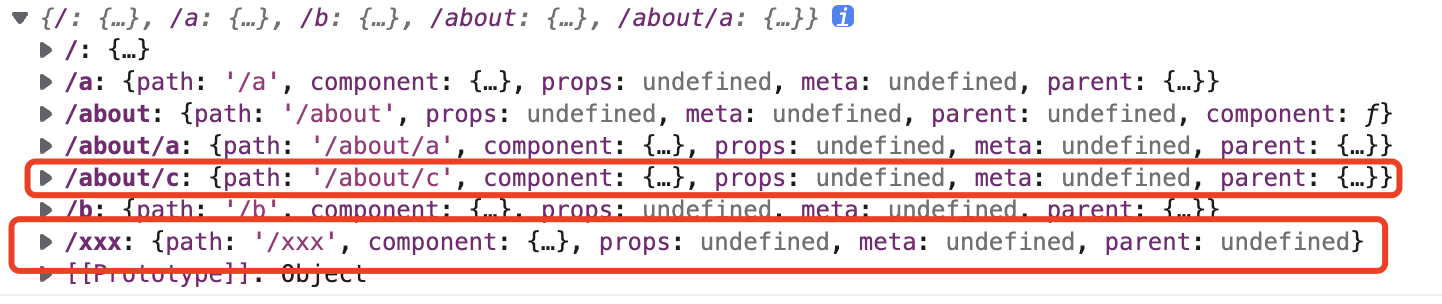 {/: {…}, /a: {…}, /b: {…}, /about: {…}, /about/a: {…}} i
/: {…}
/a: {path: '/a', component: {…}, props: undefined, meta: undefined, parent: {…}}
/about: {path: '/about', props: undefined, meta: undefined, parent: undefined, component: ƒ}
/about/a: {path: '/about/a', component: {…}, props: undefined, meta: undefined, parent: {…}}
/about/c: {path: '/about/c', component: {…}, props: undefined, meta: undefined, parent: {…}}
/b: {path: '/b', component: {…}, props: undefined, meta: undefined, parent: {…}}
/xxx: {path: '/xxx', component: {…}, props: undefined, meta: undefined, parent: undefined}
[[Prototype]]: Object